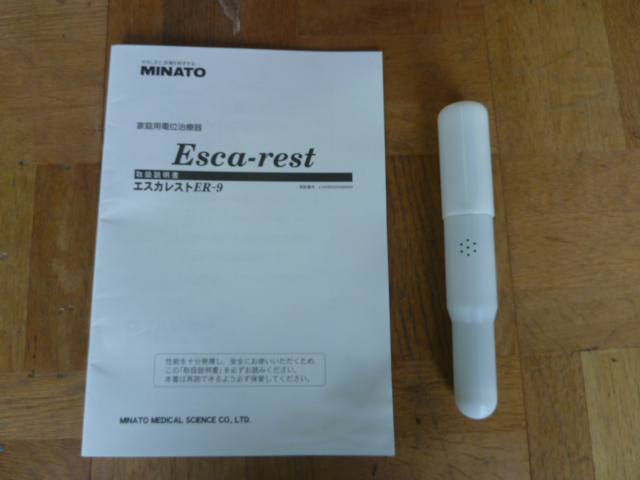 MINATO
家庭用電位治療器
Esca-rest
取扱説明書
エスカレストER-9
性能を十分発揮し、安全にお使いいただくため、
この「取扱説明書」を必ずお読みください。
本書は再読できるよう必ず保管してください。
MINATO MEDICAL SCIENCE CO., LTD.